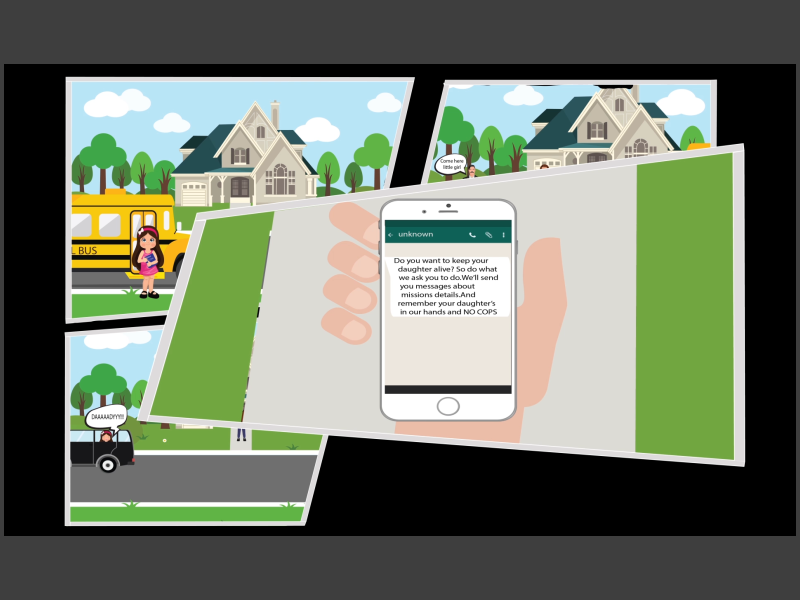 Come here
little girl
L BUS
unknown
Do you want to keep your
daughter alive? So do what
we ask you to do.We'll send
you messages about
missions details.And
remember your daughter's
in our hands and NO COPS
DAAAAADYYY!!!